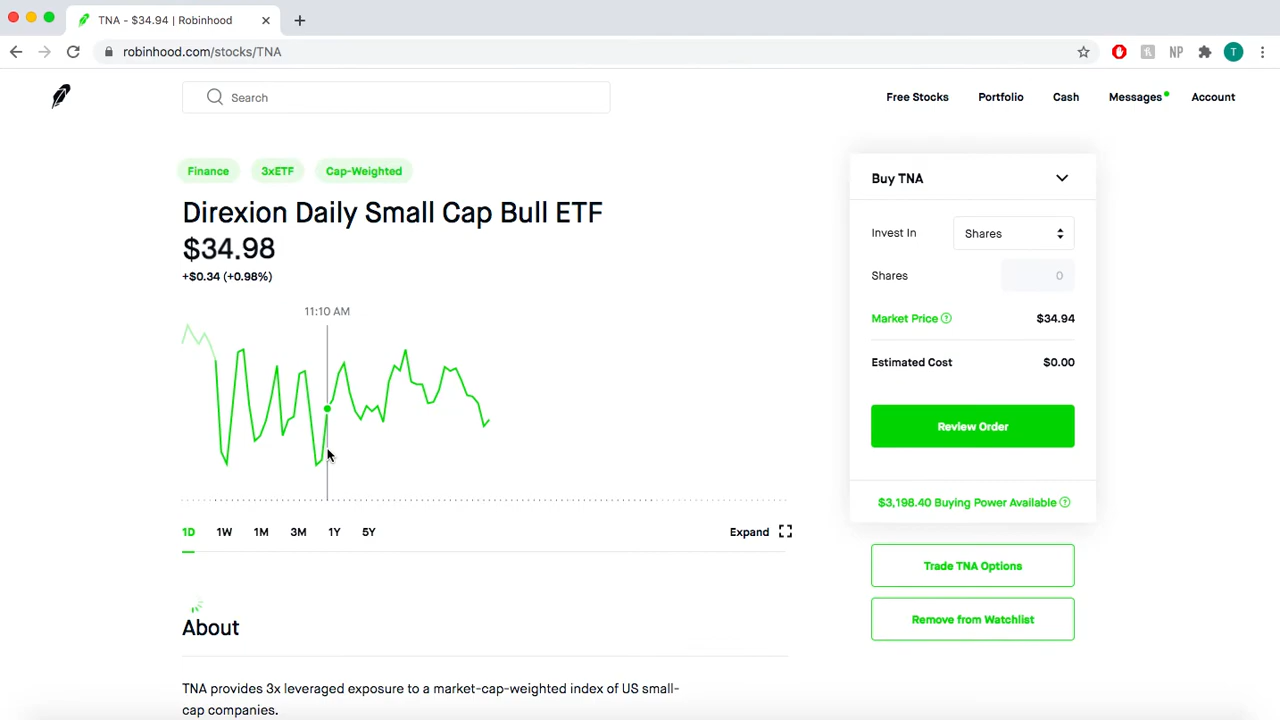 TNA - $34.94 | Robinhood
robinhood.com/stocks/TNA
NP
T
Search
Free Stocks
Portfolio
Cash
Messages
Account
Finance
3xETF
Cap-Weighted
Direxion Daily Small Cap Bull ETF
$34.98
+$0.34 (+0.98%)
11:10 AM
1D
1W
1M
3M
1Y
5Y
Expand
About
TNA provides 3x leveraged exposure to a market-cap-weighted index of US small-
cap companies.
Buy TNA
Invest In
Shares
Shares
0
Market Price ?
$34.94
Estimated Cost
$0.00
Review Order
$3,198.40 Buying Power Available ?
Trade TNA Options
Remove from Watchlist